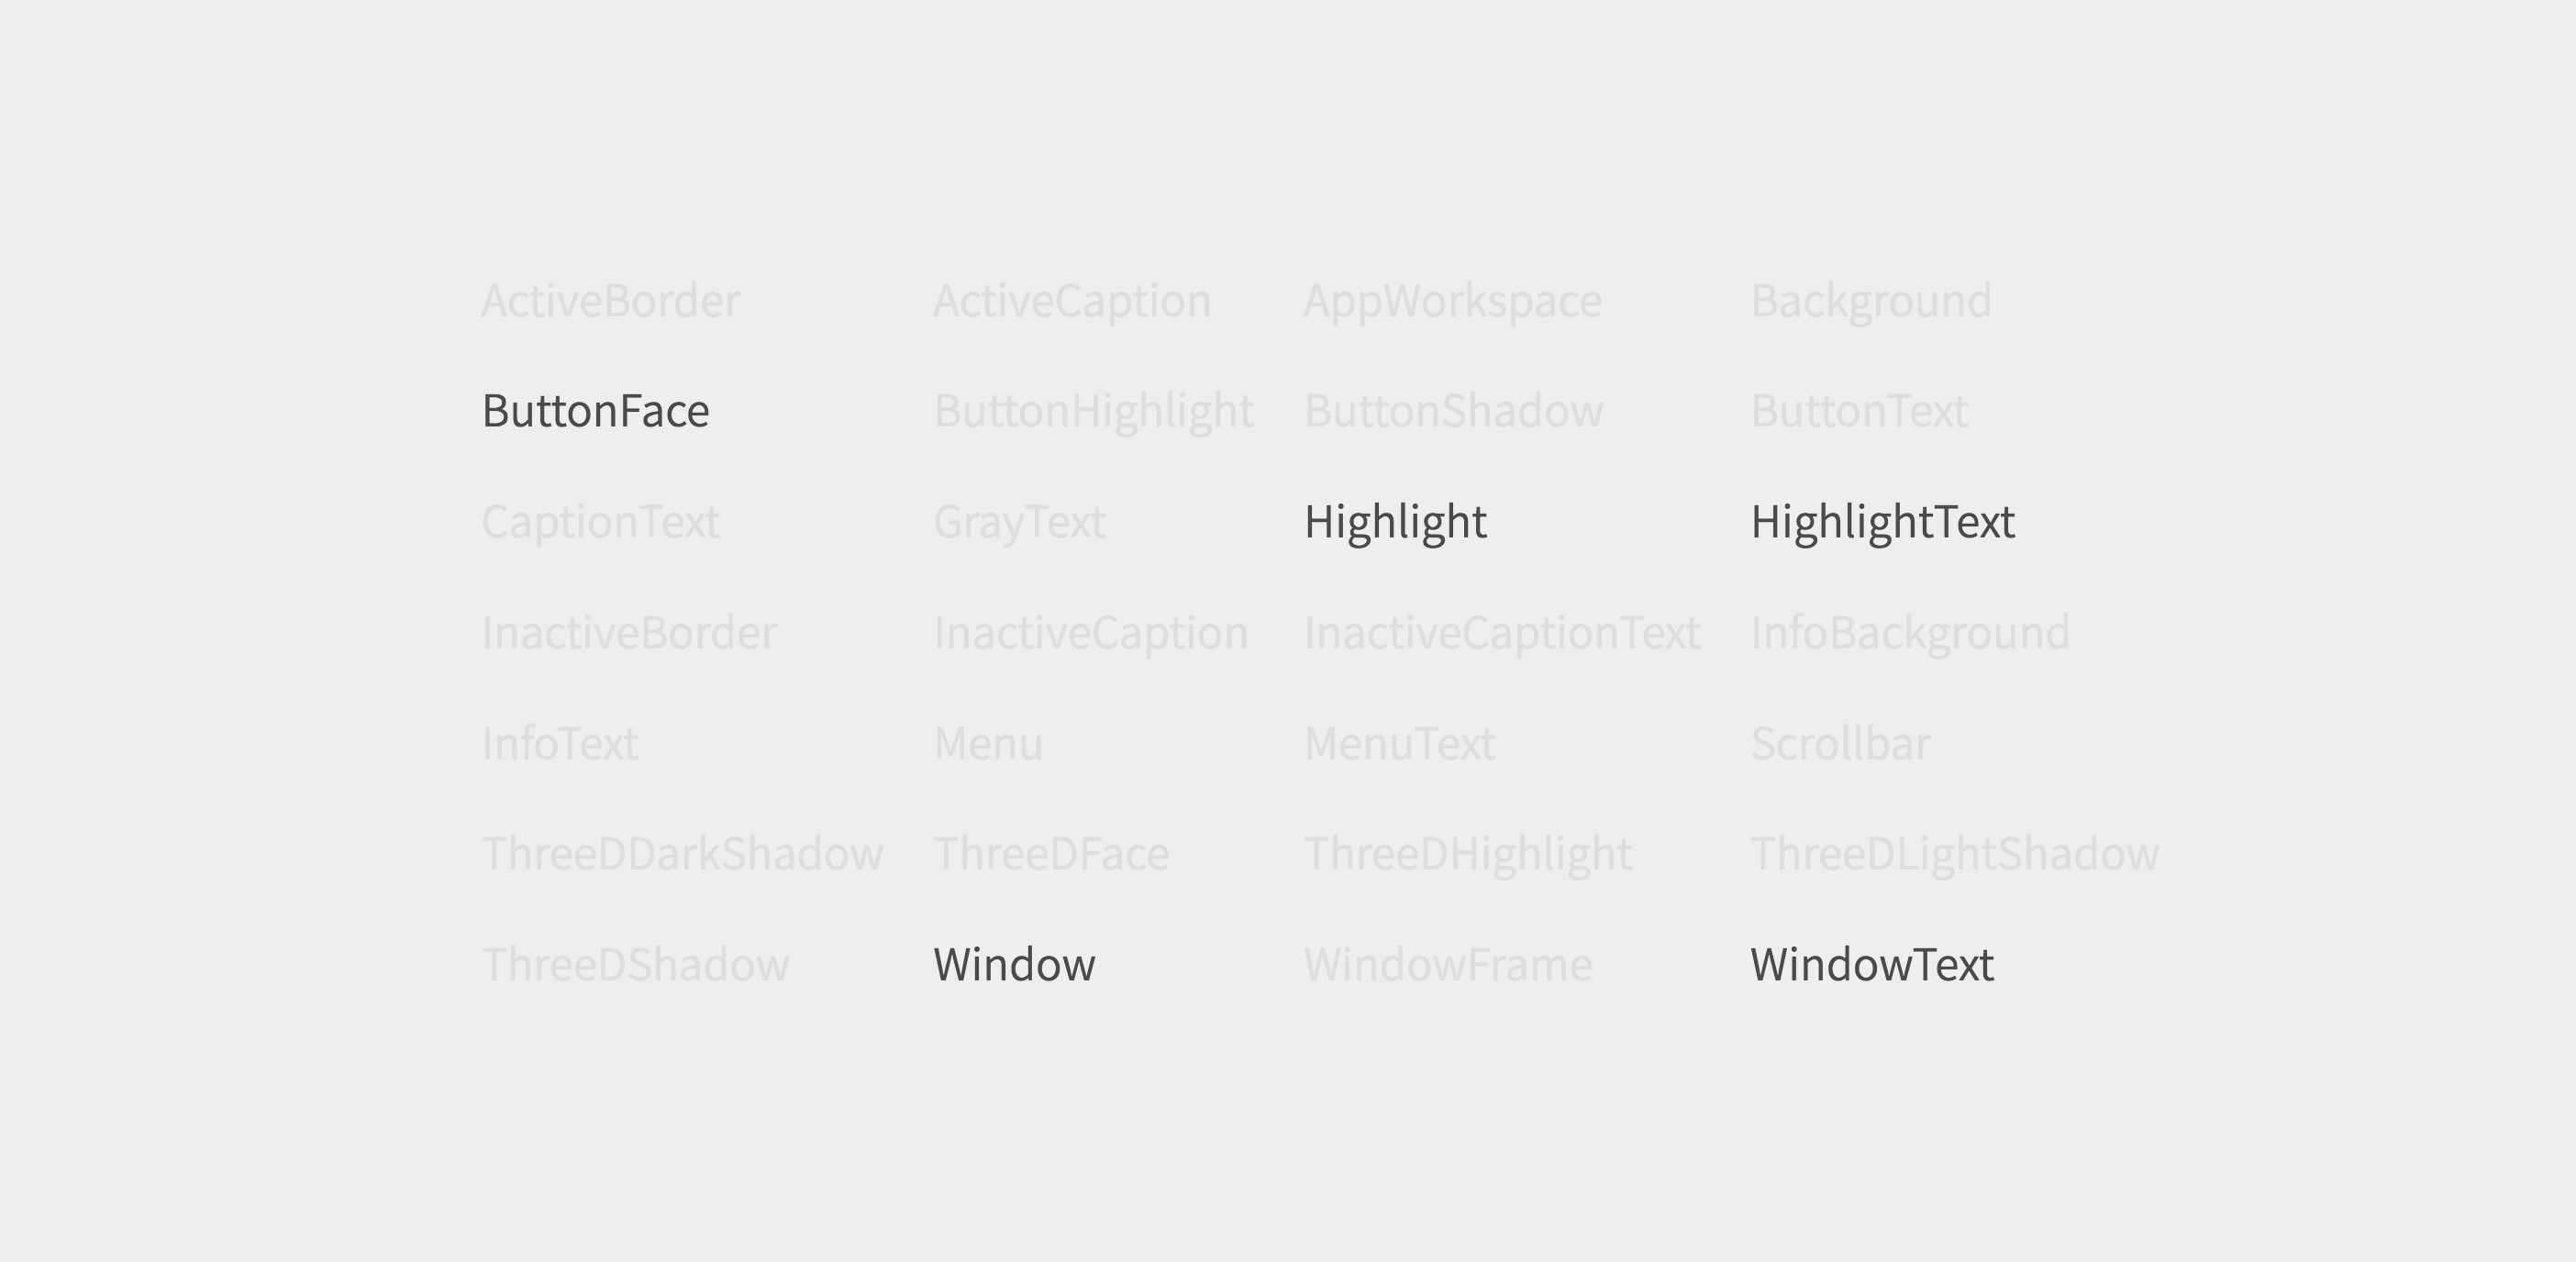 ActiveBorder ActiveCaption AppWorkspace Background
ButtonFace ButtonHighlight ButtonShadow ButtonText
CaptionText GrayText Highlight HighlightText
InactiveBorder InactiveCaption InactiveCaptionText InfoBackground
InfoText Menu MenuText Scrollbar
ThreeDDarkShadow ThreeDFace ThreeDHighlight ThreeDLightShadow
ThreeDShadow Window WindowFrame WindowText